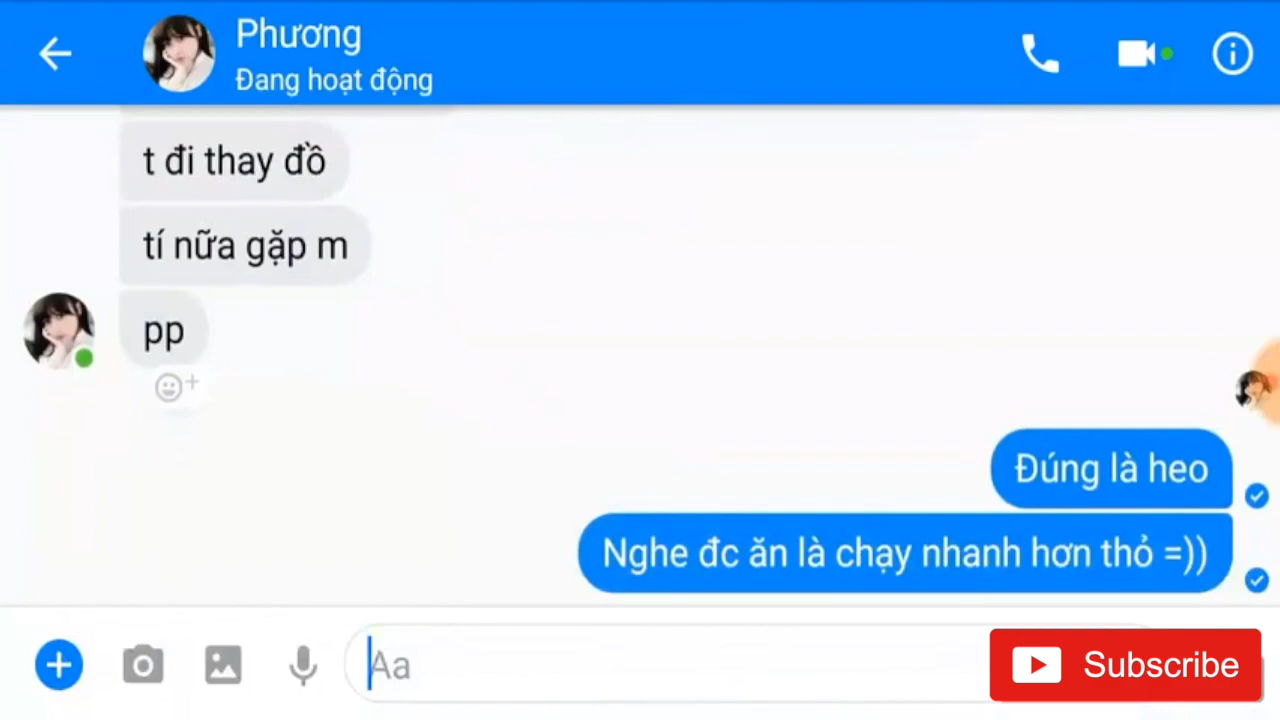 Phương
Đang hoạt động
t đi thay đồ
tí nữa gặp m
pp
Đúng là heo
Nghe đc ăn là chạy nhanh hơn thỏ =))
Aa
Subscribe